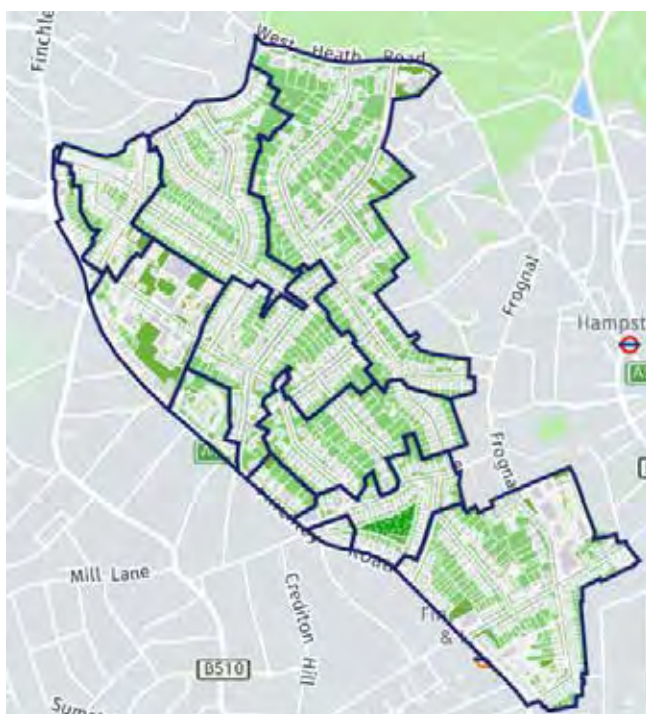 Finchle
West Heath Road
Frognal
Hampst
Frognal
Road
Mill Lane
Crediton Hill
B510
&